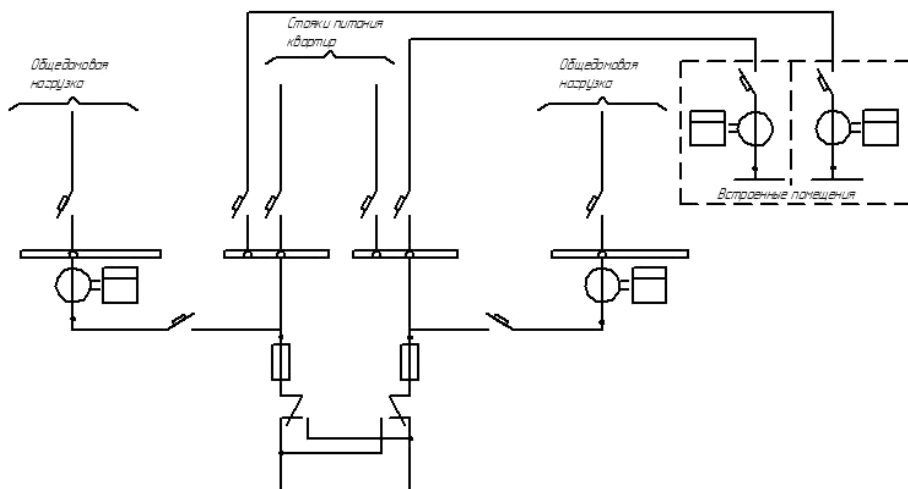 Стояки питания
квартир
Общедомовая
нагрузка
Общедомовая
нагрузка
Встроенные помещения